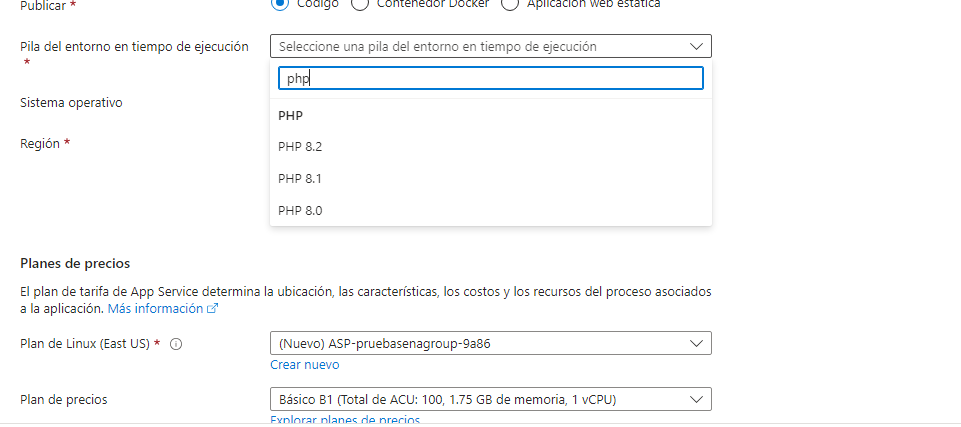 Publicar * Código Contenedor Docker Aplicación web estática
Pila del entorno en tiempo de ejecución * Seleccione una pila del entorno en tiempo de ejecución
php
Sistema operativo
PHP
Región *
PHP 8.2
PHP 8.1
PHP 8.0
Planes de precios
El plan de tarifa de App Service determina la ubicación, las características, los costos y los recursos del proceso asociados
a la aplicación. Más información
Plan de Linux (East US) * (Nuevo) ASP-pruebasenagroup-9a86
Crear nuevo
Plan de precios Básico B1 (Total de ACU: 100, 1.75 GB de memoria, 1 vCPU)
Explorar planes de precios